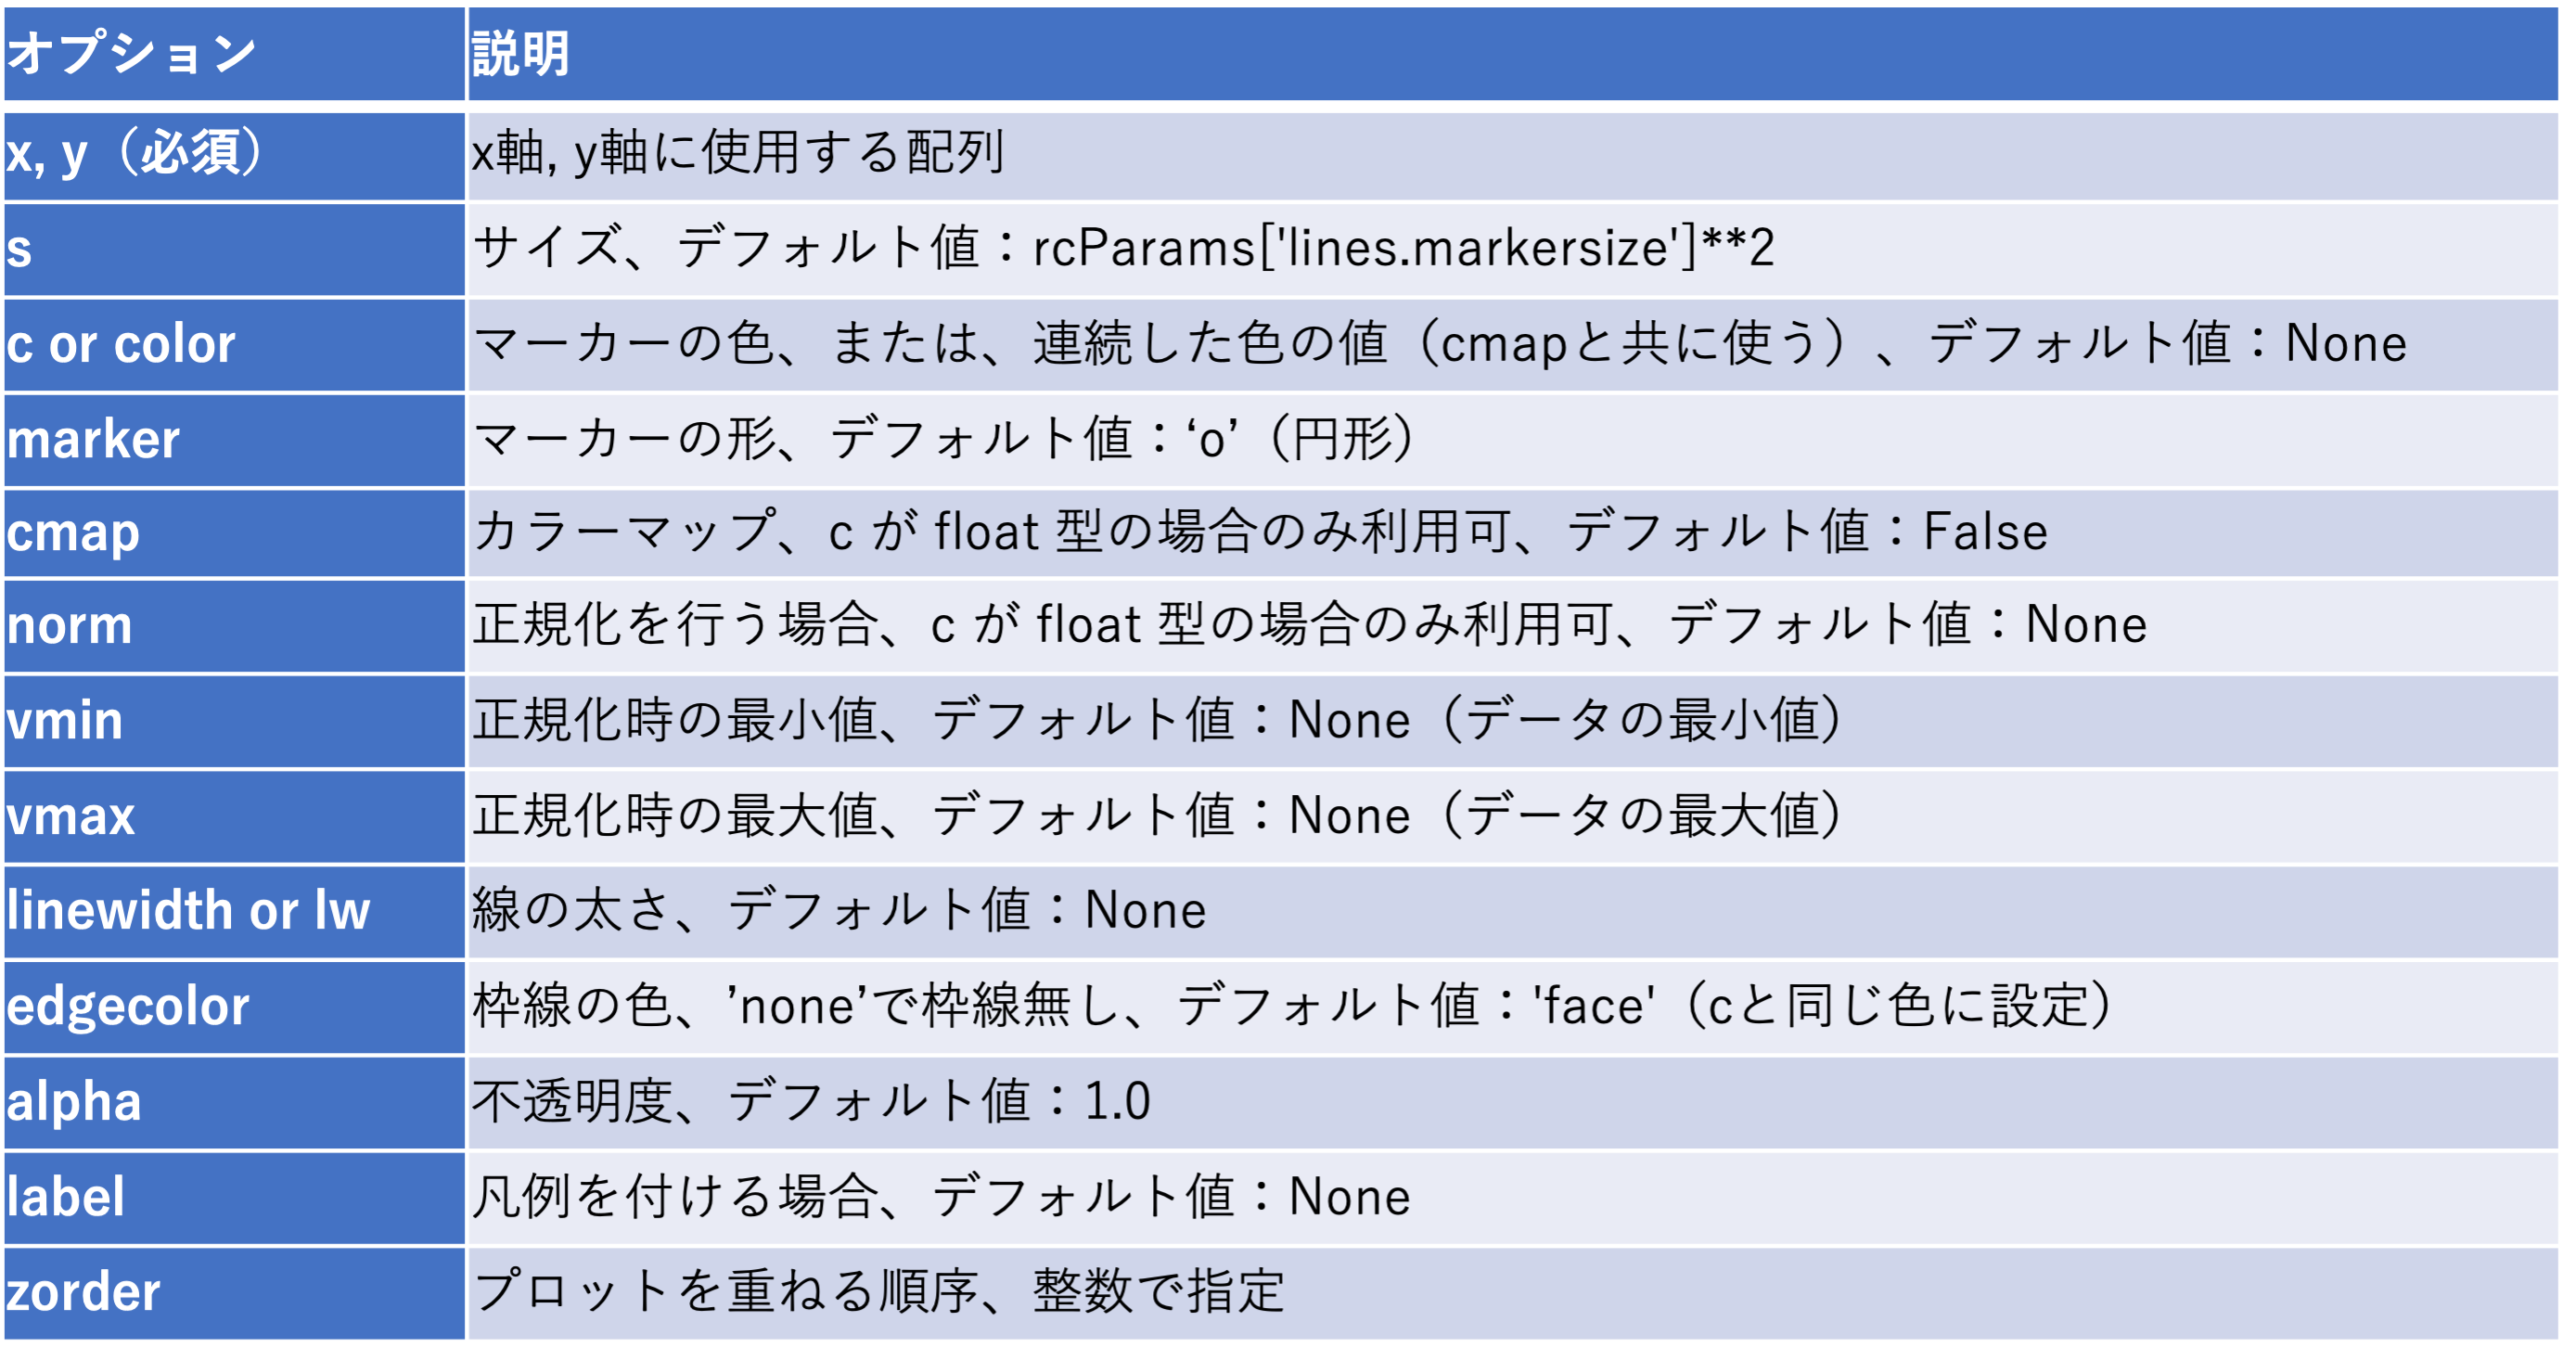 オプション 説明
x, y（必須） x軸, y軸に使用する配列
s サイズ、デフォルト値：rcParams['lines.markersize']**2
c or color マーカーの色、または、連続した色の値（cmapと共に使う）、デフォルト値：None
marker マーカーの形、デフォルト値：‘o’（円形）
cmap カラーマップ、c が float 型の場合のみ利用可、デフォルト値：False
norm 正規化を行う場合、c が float 型の場合のみ利用可、デフォルト値：None
vmin 正規化時の最小値、デフォルト値：None（データの最小値）
vmax 正規化時の最大値、デフォルト値：None（データの最大値）
linewidth or lw 線の太さ、デフォルト値：None
edgecolor 枠線の色、’none’で枠線無し、デフォルト値：'face'（cと同じ色に設定）
alpha 不透明度、デフォルト値：1.0
label 凡例を付ける場合、デフォルト値：None
zorder プロットを重ねる順序、整数で指定